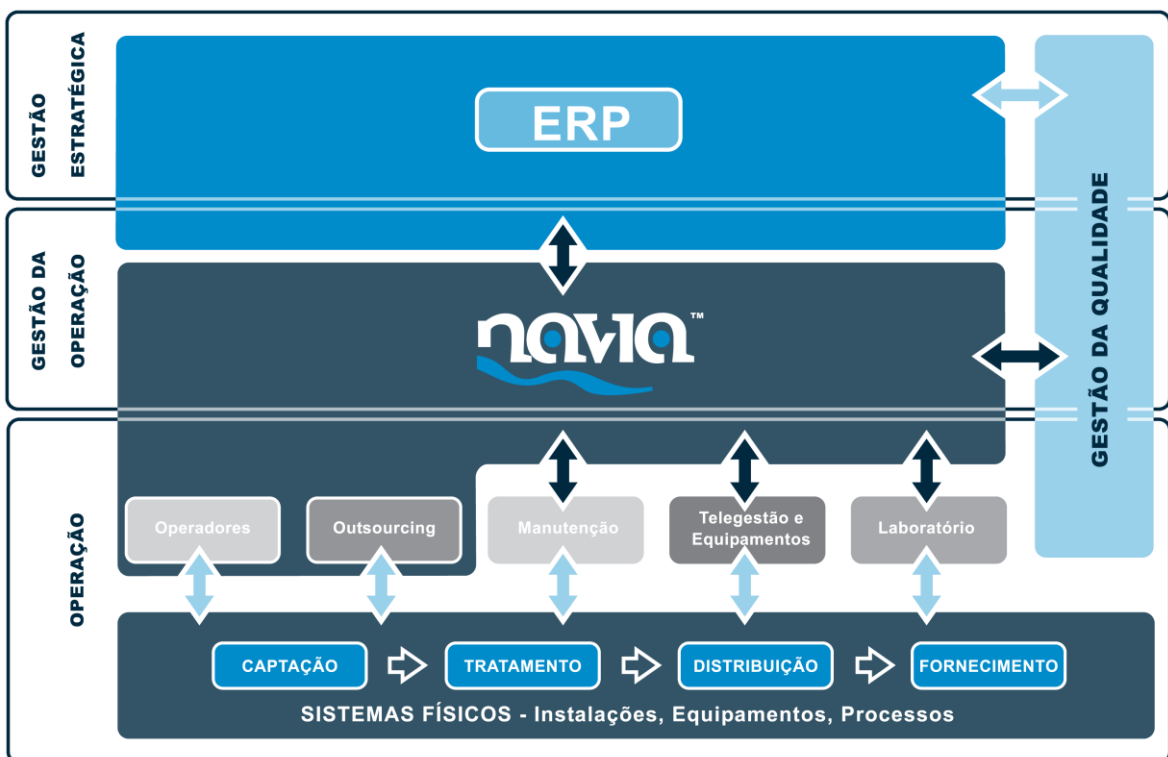 GESTÃO
ESTRATÉGICA
ERP
GESTÃO DA
OPERAÇÃO
navia™
GESTÃO DA QUALIDADE
OPERAÇÃO
Operadores
Outsourcing
Manutenção
Telegestão e
Equipamentos
Laboratório
CAPTAÇÃO
TRATAMENTO
DISTRIBUIÇÃO
FORNECIMENTO
SISTEMAS FÍSICOS - Instalações, Equipamentos, Processos